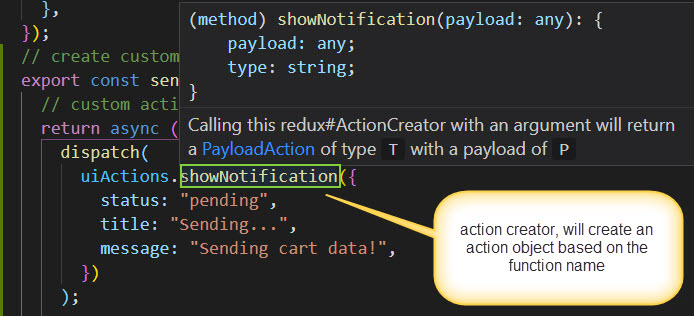 },
});
// create custom
export const sen
// custom acti
return async (
dispatch(
uiActions.showNotification({
status: "pending",
title: "Sending...",
message: "Sending cart data!",
})
);
(method) showNotification(payload: any): {
payload: any;
type: string;
}
Calling this redux#ActionCreator with an argument will return
a PayloadAction of type T with a payload of P
action creator, will create an
action object based on the
function name